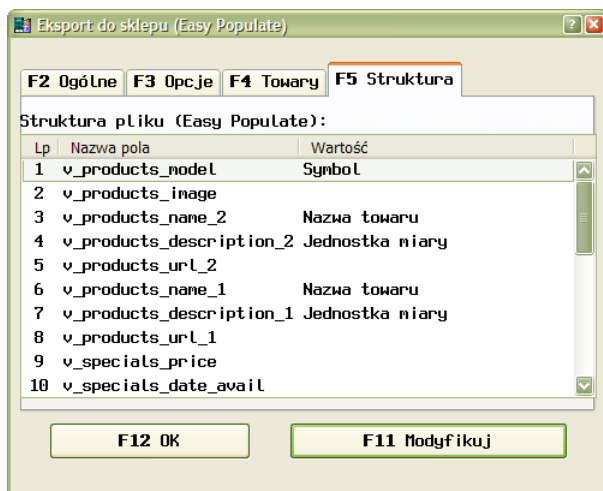 Eksport do sklepu (Easy Populate)
F2 Ogólne F3 Opcje F4 Towary F5 Struktura
Struktura pliku (Easy Populate):
Lp Nazwa pola Wartość
1 v_products_model Symbol
2 v_products_image
3 v_products_name_2 Nazwa towaru
4 v_products_description_2 Jednostka miary
5 v_products_url_2
6 v_products_name_1 Nazwa towaru
7 v_products_description_1 Jednostka miary
8 v_products_url_1
9 v_specials_price
10 v_specials_date_avail
F12 OK F11 Modyfikuj